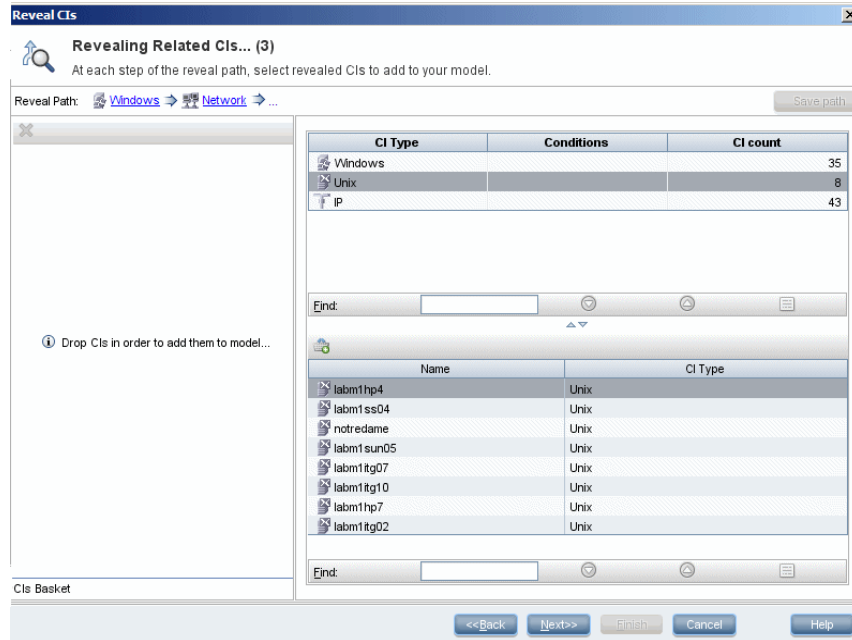 Reveal CIs
Revealing Related CIs... (3)
At each step of the reveal path, select revealed CIs to add to your model.
Reveal Path: Windows Network ...
Save path
CI Type Conditions CI count
Windows 35
Unix 8
IP 43
Find:
Drop CIs in order to add them to model...
Name CI Type
labm1hp4 Unix
labm1ss04 Unix
notredame Unix
labm1sun05 Unix
labm1itg07 Unix
labm1itg10 Unix
labm1hp7 Unix
labm1itg02 Unix
Find:
CIs Basket
<<Back Next>> Finish Cancel Help